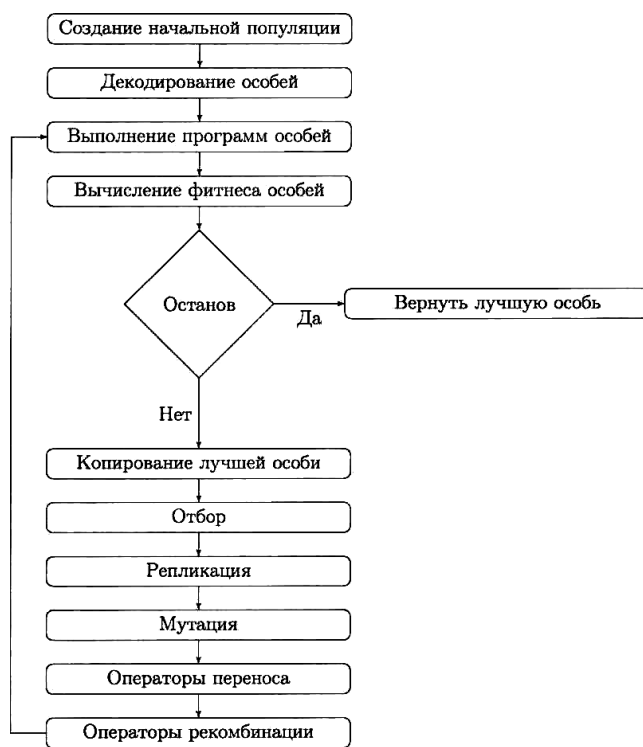 Создание начальной популяции
Декодирование особей
Выполнение программ особей
Вычисление фитнеса особей
Останов
Да
Вернуть лучшую особь
Нет
Копирование лучшей особи
Отбор
Репликация
Мутация
Операторы переноса
Операторы рекомбинации